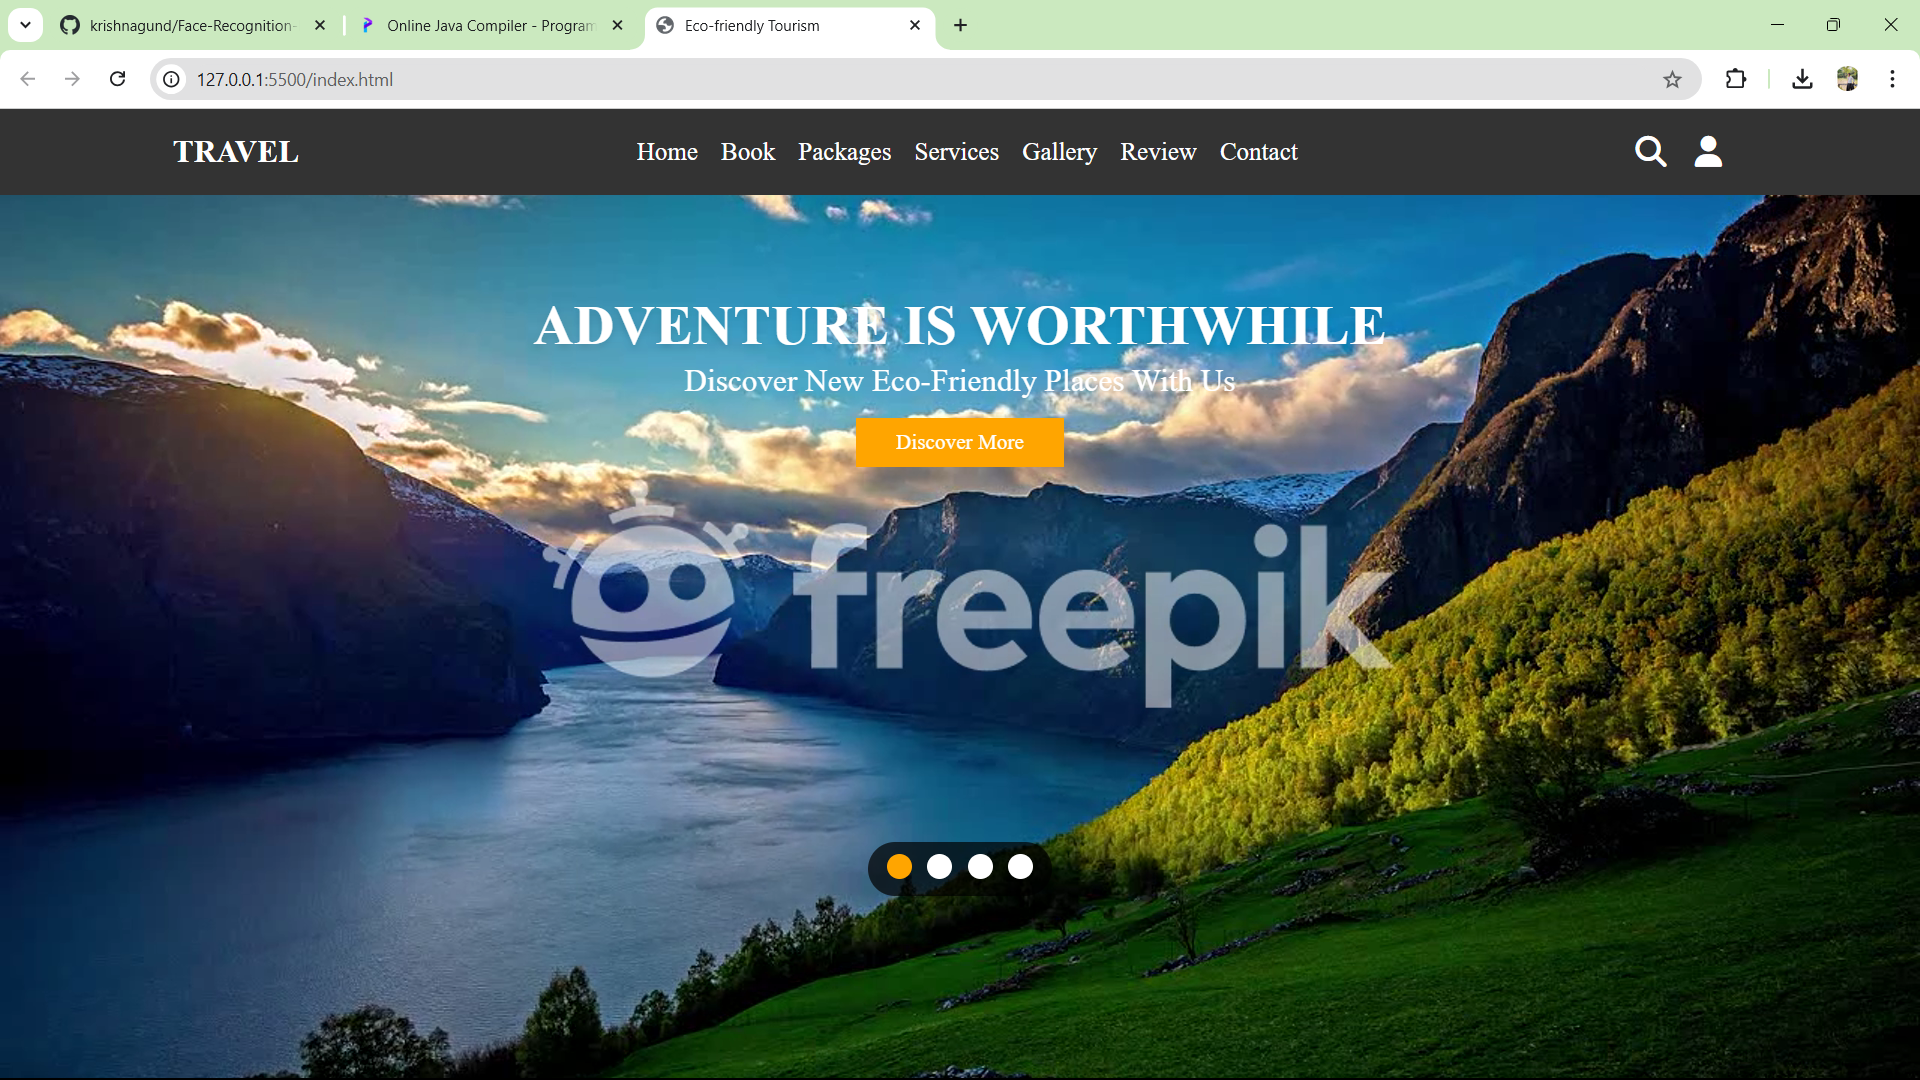 krishnagund/Face-Recognition-
Online Java Compiler - Program
Eco-friendly Tourism
127.0.0.1:5500/index.html
TRAVEL
Home Book Packages Services Gallery Review Contact
ADVENTURE IS WORTHWHILE
Discover New Eco-Friendly Places With Us
Discover More
freepik